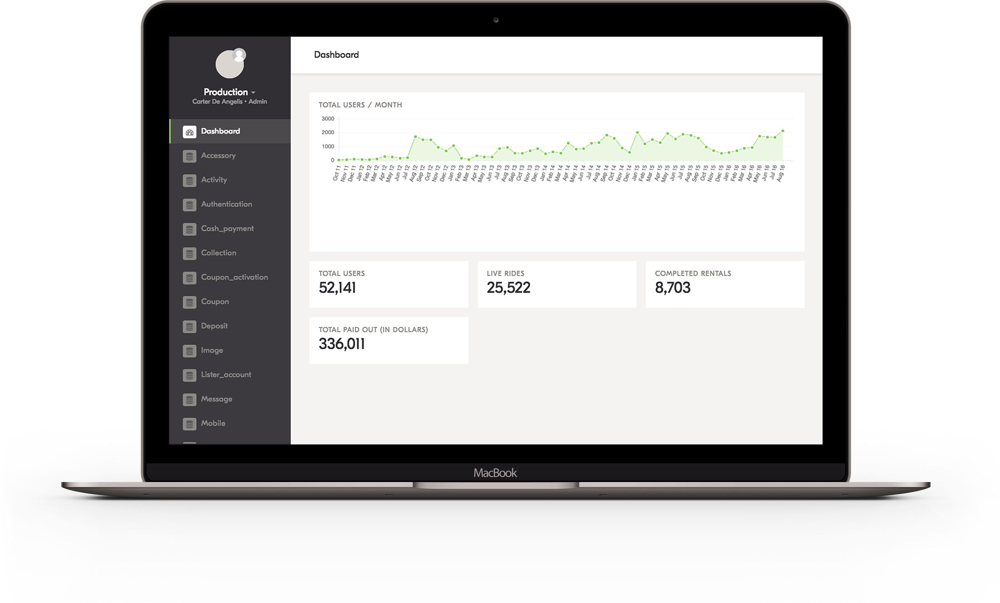 Production
Carter De Angelis • Admin
Dashboard
Accessory
Activity
Authentication
Cash_payment
Collection
Coupon_activation
Coupon
Deposit
Image
Lister_account
Message
Mobile
Dashboard
TOTAL USERS / MONTH
3000
2000
1000
0
Oct 11
Nov 11
Dec 11
Jan 12
Feb 12
Mar 12
Apr 12
May 12
Jun 12
Jul 12
Aug 12
Sep 12
Oct 12
Nov 12
Dec 12
Jan 13
Feb 13
Mar 13
Apr 13
May 13
Jun 13
Jul 13
Aug 13
Sep 13
Oct 13
Nov 13
Dec 13
Jan 14
Feb 14
Mar 14
Apr 14
May 14
Jun 14
Jul 14
Aug 14
Sep 14
Oct 14
Nov 14
Dec 14
Jan 15
Feb 15
Mar 15
Apr 15
May 15
Jun 15
Jul 15
Aug 15
Sep 15
Oct 15
Nov 15
Dec 15
Jan 16
Feb 16
Mar 16
Apr 16
May 16
Jun 16
Jul 16
Aug 16
TOTAL USERS
52,141
LIVE RIDES
25,522
COMPLETED RENTALS
8,703
TOTAL PAID OUT (IN DOLLARS)
336,011
MacBook